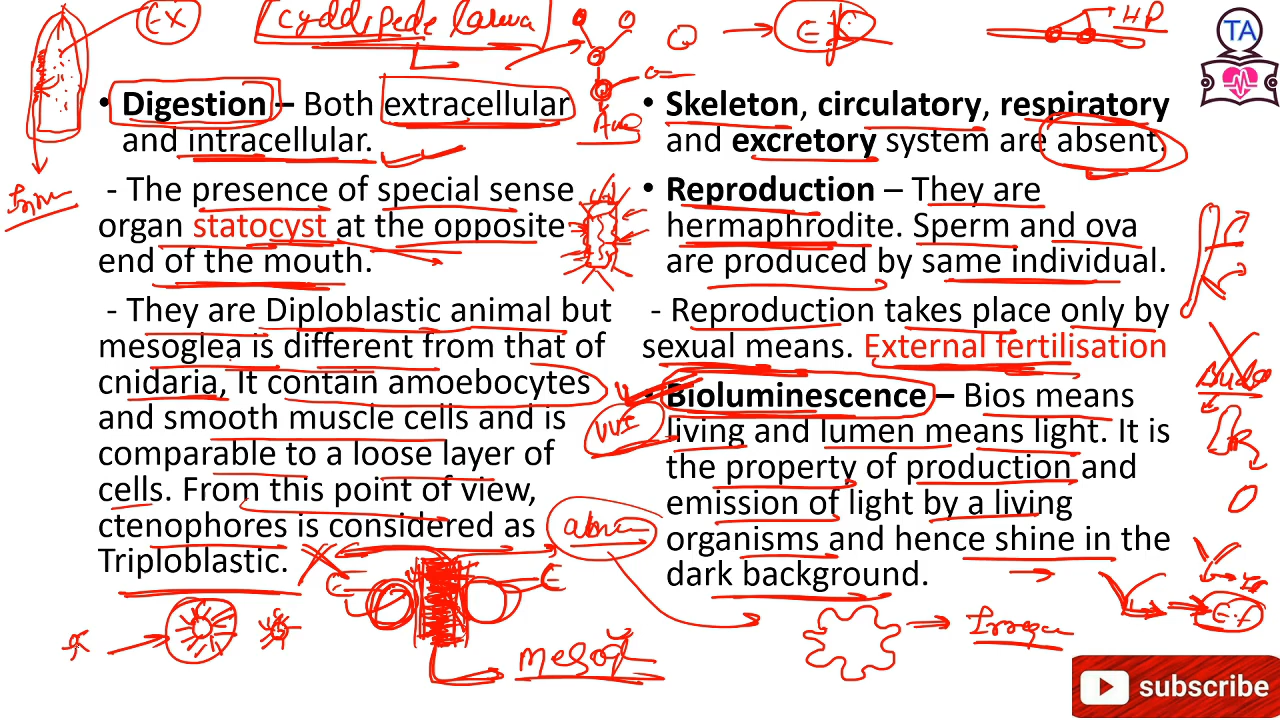 EX
cyddipede larva
EX
HP
TA
• Digestion – Both extracellular
and intracellular.
- The presence of special sense
organ statocyst at the opposite
end of the mouth.
- They are Diploblastic animal but
mesoglea is different from that of
cnidaria, It contain amoebocytes
and smooth muscle cells and is
comparable to a loose layer of
cells. From this point of view,
ctenophores is considered as
Triploblastic.
• Skeleton, circulatory, respiratory
and excretory system are absent.
• Reproduction – They are
hermaphrodite. Sperm and ova
are produced by same individual.
- Reproduction takes place only by
sexual means. External fertilisation
• Bioluminescence – Bios means
living and lumen means light. It is
the property of production and
emission of light by a living
organisms and hence shine in the
dark background.
subscribe